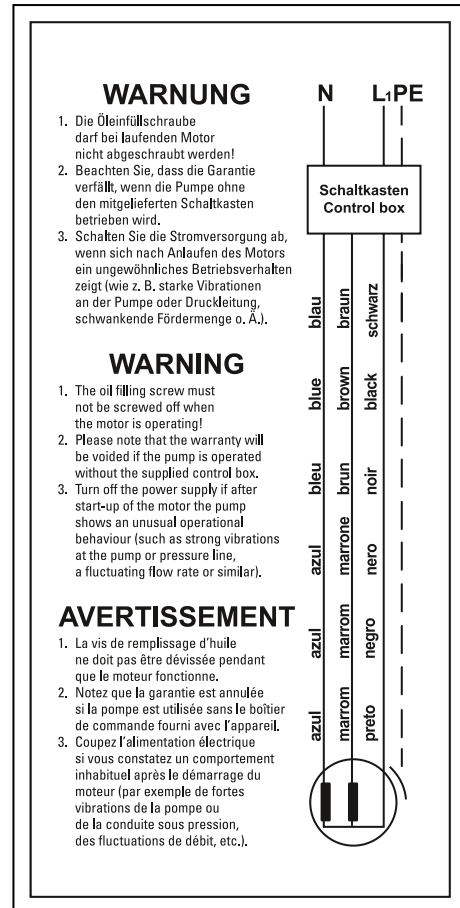 WARNUNG
1. Die Öleinfüllschraube
darf bei laufenden Motor
nicht abgeschraubt werden!
2. Beachten Sie, dass die Garantie
verfällt, wenn die Pumpe ohne
den mitgelieferten Schaltkasten
betrieben wird.
3. Schalten Sie die Stromversorgung ab,
wenn sich nach Anlaufen des Motors
ein ungewöhnliches Betriebsverhalten
zeigt (wie z. B. starke Vibrationen
an der Pumpe oder Druckleitung,
schwankende Fördermenge o. Ä.).
WARNING
1. The oil filling screw must
not be screwed off when
the motor is operating!
2. Please note that the warranty will
be voided if the pump is operated
without the supplied control box.
3. Turn off the power supply if after
start-up of the motor the pump
shows an unusual operational
behaviour (such as strong vibrations
at the pump or pressure line,
a fluctuating flow rate or similar).
AVERTISSEMENT
1. La vis de remplissage d'huile
ne doit pas être dévissée pendant
que le moteur fonctionne.
2. Notez que la garantie est annulée
si la pompe est utilisée sans le boîtier
de commande fourni avec l'appareil.
3. Coupez l'alimentation électrique
si vous constatez un comportement
inhabituel après le démarrage du
moteur (par exemple de fortes
vibrations de la pompe ou
de la conduite sous pression,
des fluctuations de débit, etc.).
N L1PE
Schaltkasten
Control box
blau braun schwarz
blue brown black
bleu brun noir
azul marrone nero
azul marrom negro
azul marrom preto